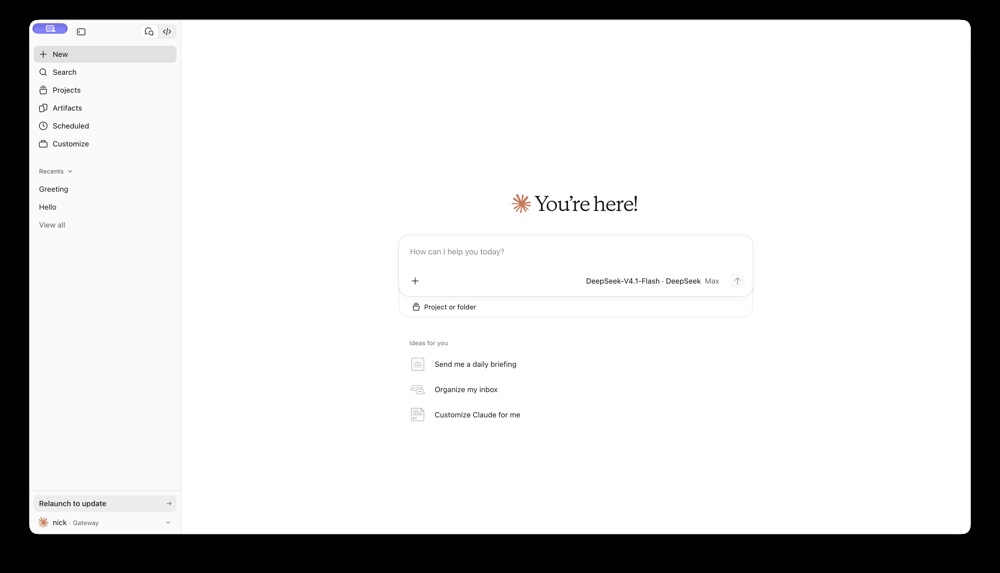 New
Search
Projects
Artifacts
Scheduled
Customize
Recents
Greeting
Hello
View all
You're here!
How can I help you today?
DeepSeek-V4.1-Flash · DeepSeek Max
Project or folder
Ideas for you
Send me a daily briefing
Organize my inbox
Customize Claude for me
Relaunch to update
nick · Gateway